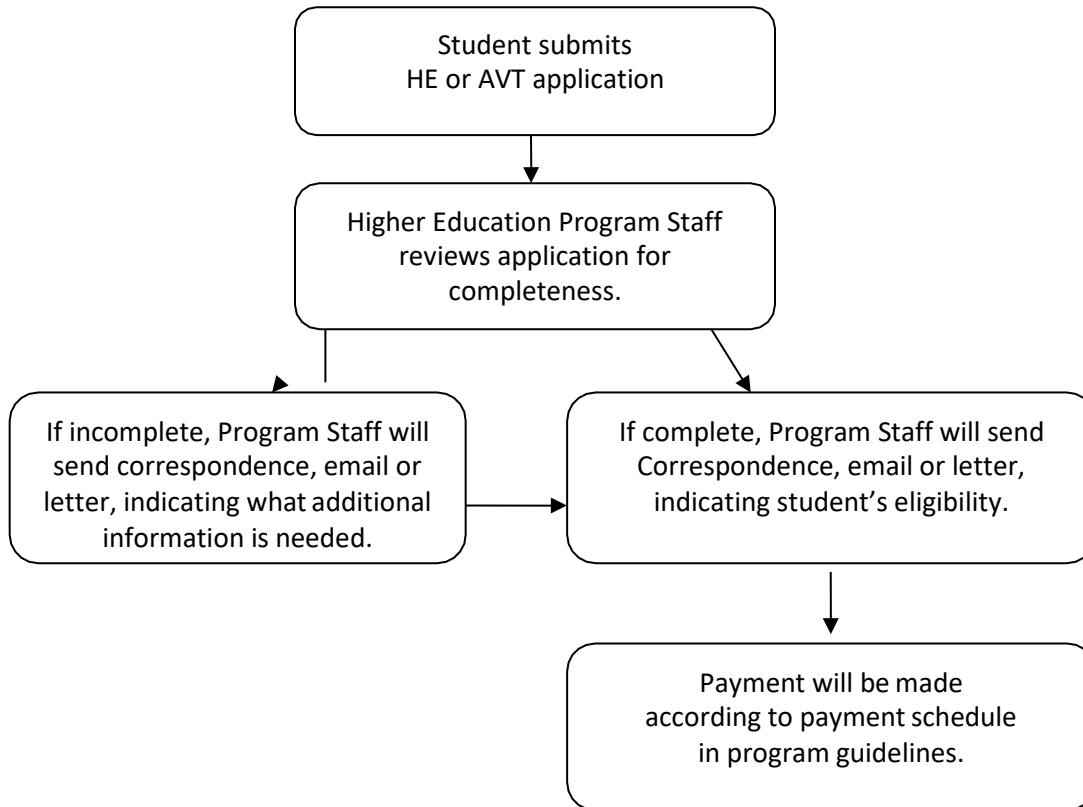 Student submits
HE or AVT application
Higher Education Program Staff
reviews application for
completeness.
If incomplete, Program Staff will
send correspondence, email or
letter, indicating what additional
information is needed.
If complete, Program Staff will send
Correspondence, email or letter,
indicating student’s eligibility.
Payment will be made
according to payment schedule
in program guidelines.